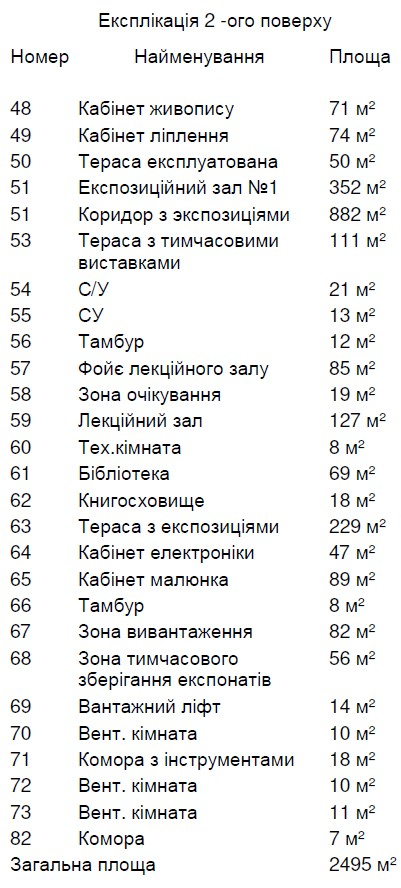 Експлікація 2 -ого поверху
Номер Найменування Площа
48 Кабінет живопису 71 м²
49 Кабінет ліплення 74 м²
50 Тераса експлуатована 50 м²
51 Експозиційний зал №1 352 м²
51 Коридор з экспозиціями 882 м²
53 Тераса з тимчасовими 111 м²
виставками
54 С/У 21 м²
55 СУ 13 м²
56 Тамбур 12 м²
57 Фойє лекційного залу 85 м²
58 Зона очікування 19 м²
59 Лекційний зал 127 м²
60 Тех.кімната 8 м²
61 Бібліотека 69 м²
62 Книгосховище 18 м²
63 Тераса з експозиціями 229 м²
64 Кабінет електроніки 47 м²
65 Кабінет малюнка 89 м²
66 Тамбур 8 м²
67 Зона вивантаження 82 м²
68 Зона тимчасового 56 м²
зберігання експонатів
69 Вантажний ліфт 14 м²
70 Вент. кімната 10 м²
71 Комора з інструментами 18 м²
72 Вент. кімната 10 м²
73 Вент. кімната 11 м²
82 Комора 7 м²
Загальна площа 2495 м²